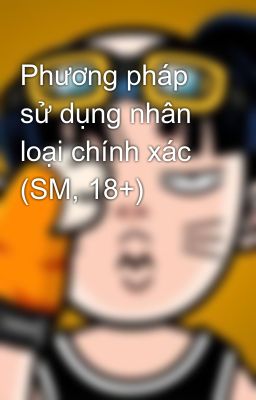 Phương pháp
sử dụng nhân
loại chính xác
(SM, 18+)